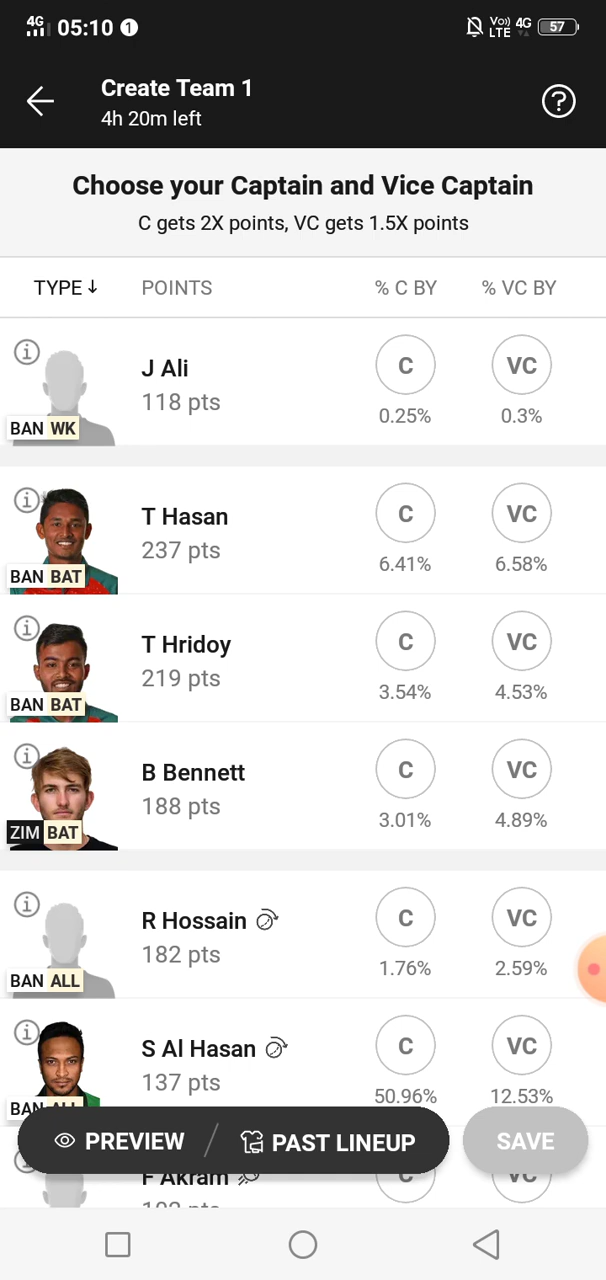 4G 05:10 1 Vo)) LTE 4G 57
Create Team 1
4h 20m left
?
Choose your Captain and Vice Captain
C gets 2X points, VC gets 1.5X points
TYPE↓ POINTS % C BY % VC BY
J Ali
118 pts
C VC
0.25% 0.3%
BAN WK
T Hasan
237 pts
C VC
6.41% 6.58%
BAN BAT
T Hridoy
219 pts
C VC
3.54% 4.53%
BAN BAT
B Bennett
188 pts
C VC
3.01% 4.89%
ZIM BAT
R Hossain
182 pts
C VC
1.76% 2.59%
BAN ALL
S Al Hasan
137 pts
C VC
50.96% 12.53%
BAN ALL
PREVIEW / PAST LINEUP SAVE
F Akram
C VC